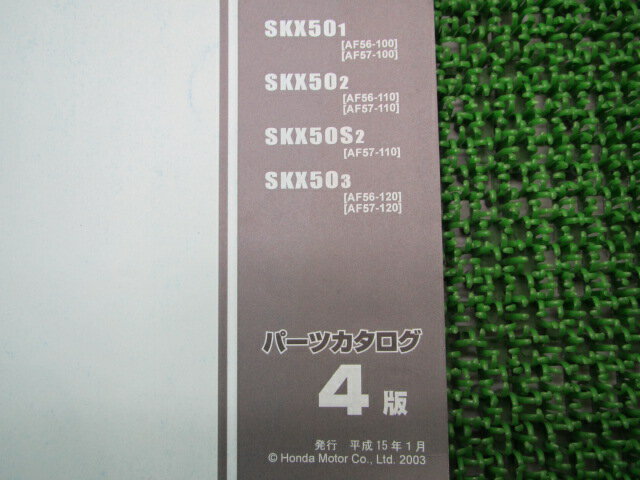 SKX501
[AF56-100]
[AF57-100]
SKX502
[AF56-110]
[AF57-110]
SKX50S2
[AF57-110]
SKX503
[AF56-120]
[AF57-120]
パーツカタログ
4版
発行 平成15年1月
© Honda Motor Co., Ltd. 2003